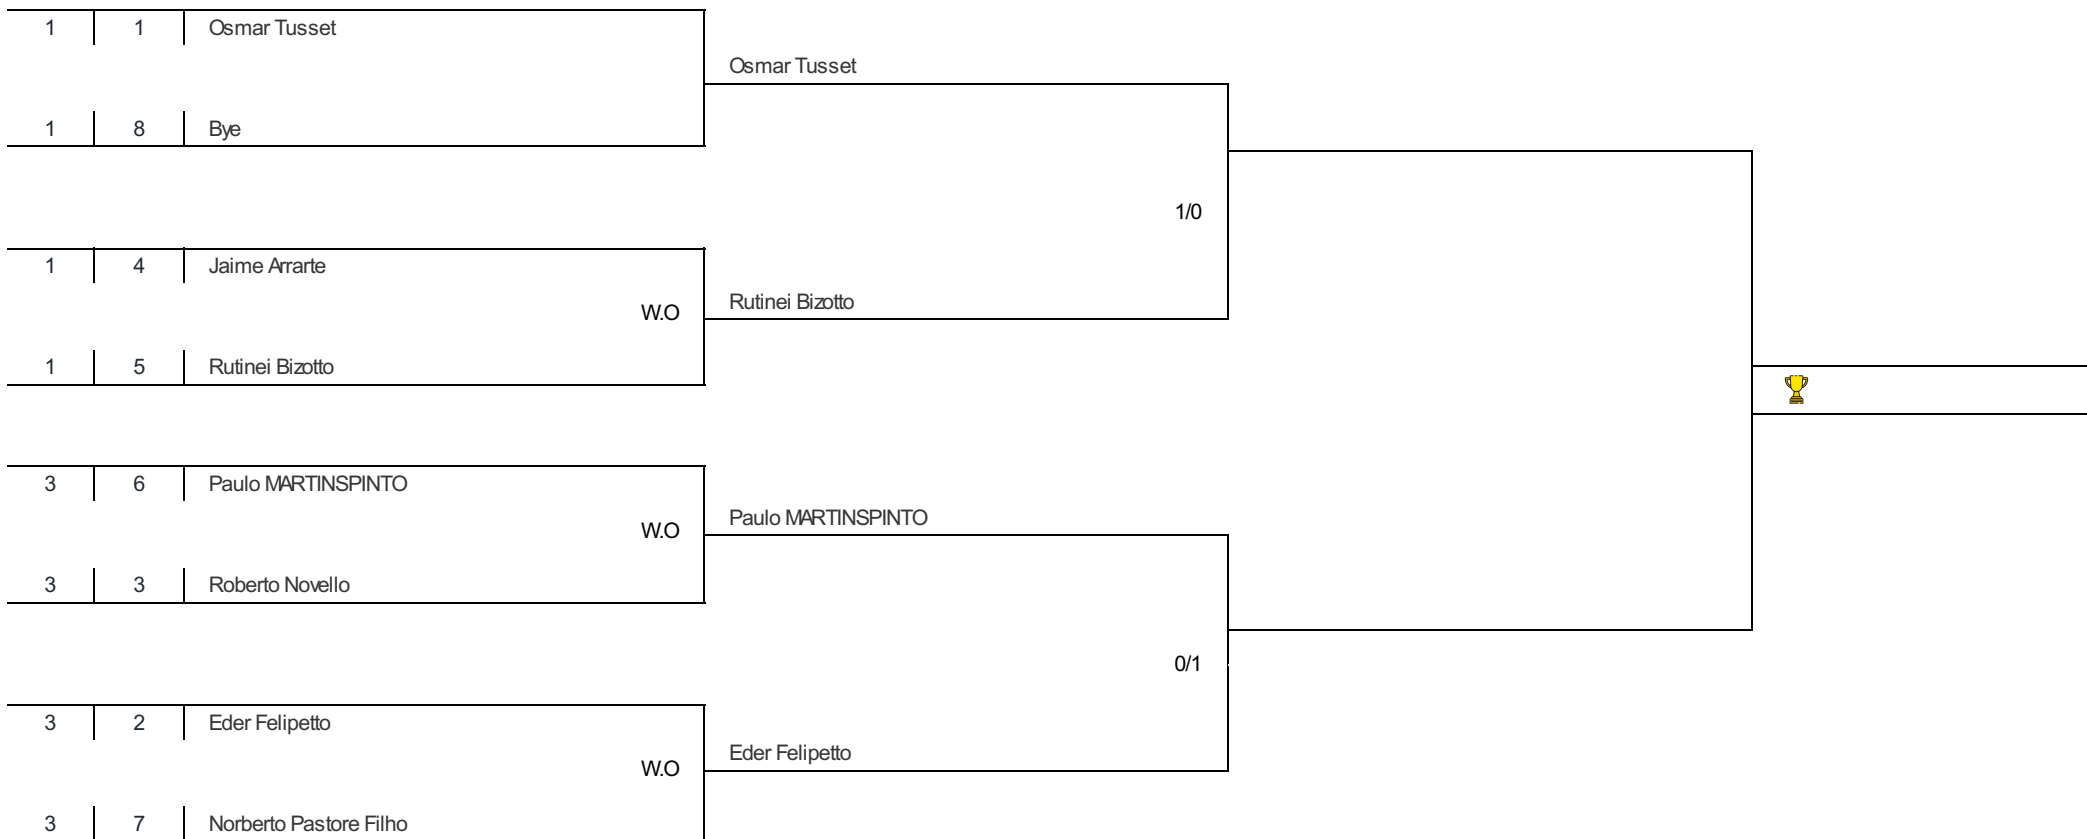 1 1 Osmar Tusset
Osmar Tusset
1 8 Bye
1/0
1 4 Jaime Arrarte
W.O
Rutinei Bizotto
1 5 Rutinei Bizotto
3 6 Paulo MARTINSPINTO
W.O
Paulo MARTINSPINTO
3 3 Roberto Novello
0/1
3 2 Eder Felipetto
W.O
Eder Felipetto
3 7 Norberto Pastore Filho